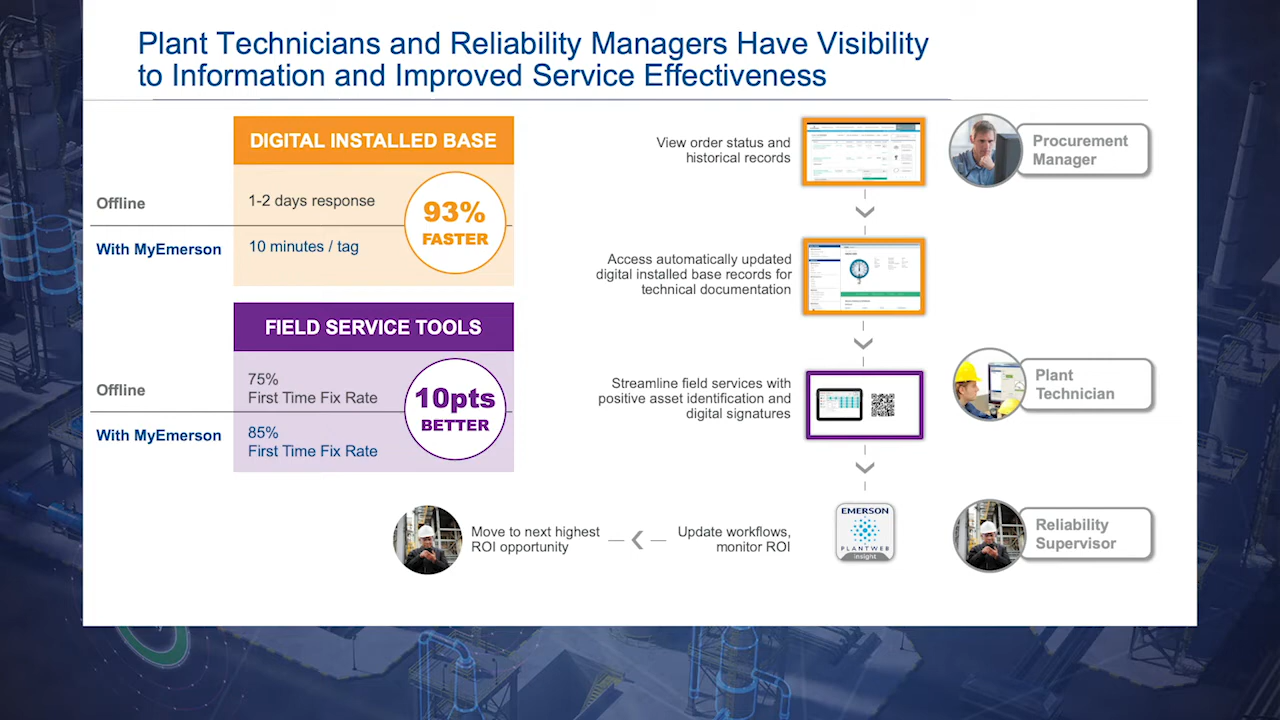 Plant Technicians and Reliability Managers Have Visibility
to Information and Improved Service Effectiveness
DIGITAL INSTALLED BASE
Offline
1-2 days response
With MyEmerson
10 minutes / tag
93%
FASTER
FIELD SERVICE TOOLS
Offline
75%
First Time Fix Rate
With MyEmerson
85%
First Time Fix Rate
10pts
BETTER
View order status and
historical records
Procurement
Manager
Access automatically updated
digital installed base records for
technical documentation
Streamline field services with
positive asset identification and
digital signatures
Plant
Technician
Move to next highest
ROI opportunity
Update workflows,
monitor ROI
EMERSON
PLANTWEB
insight
Reliability
Supervisor